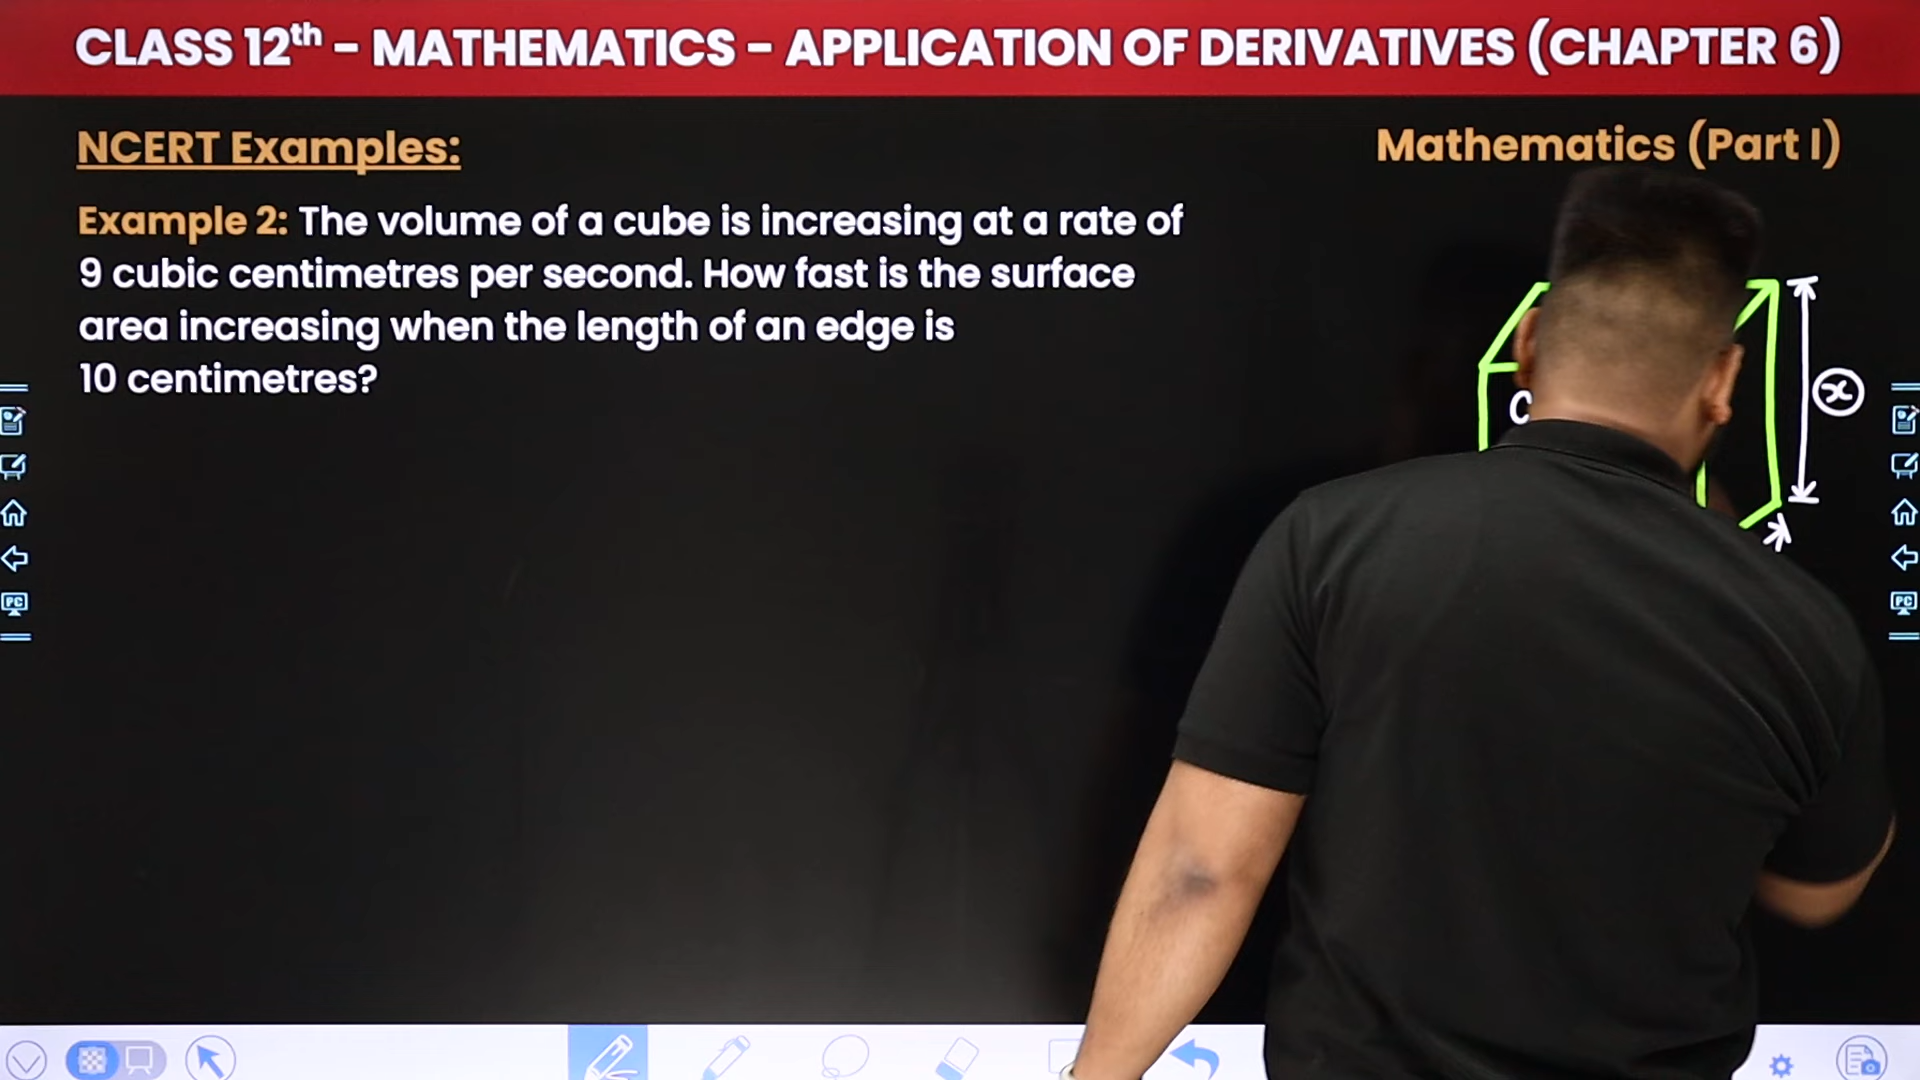 CLASS 12th – MATHEMATICS – APPLICATION OF DERIVATIVES (CHAPTER 6)
NCERT Examples:
Mathematics (Part I)
Example 2: The volume of a cube is increasing at a rate of
9 cubic centimetres per second. How fast is the surface
area increasing when the length of an edge is
10 centimetres?
x
PC
PC